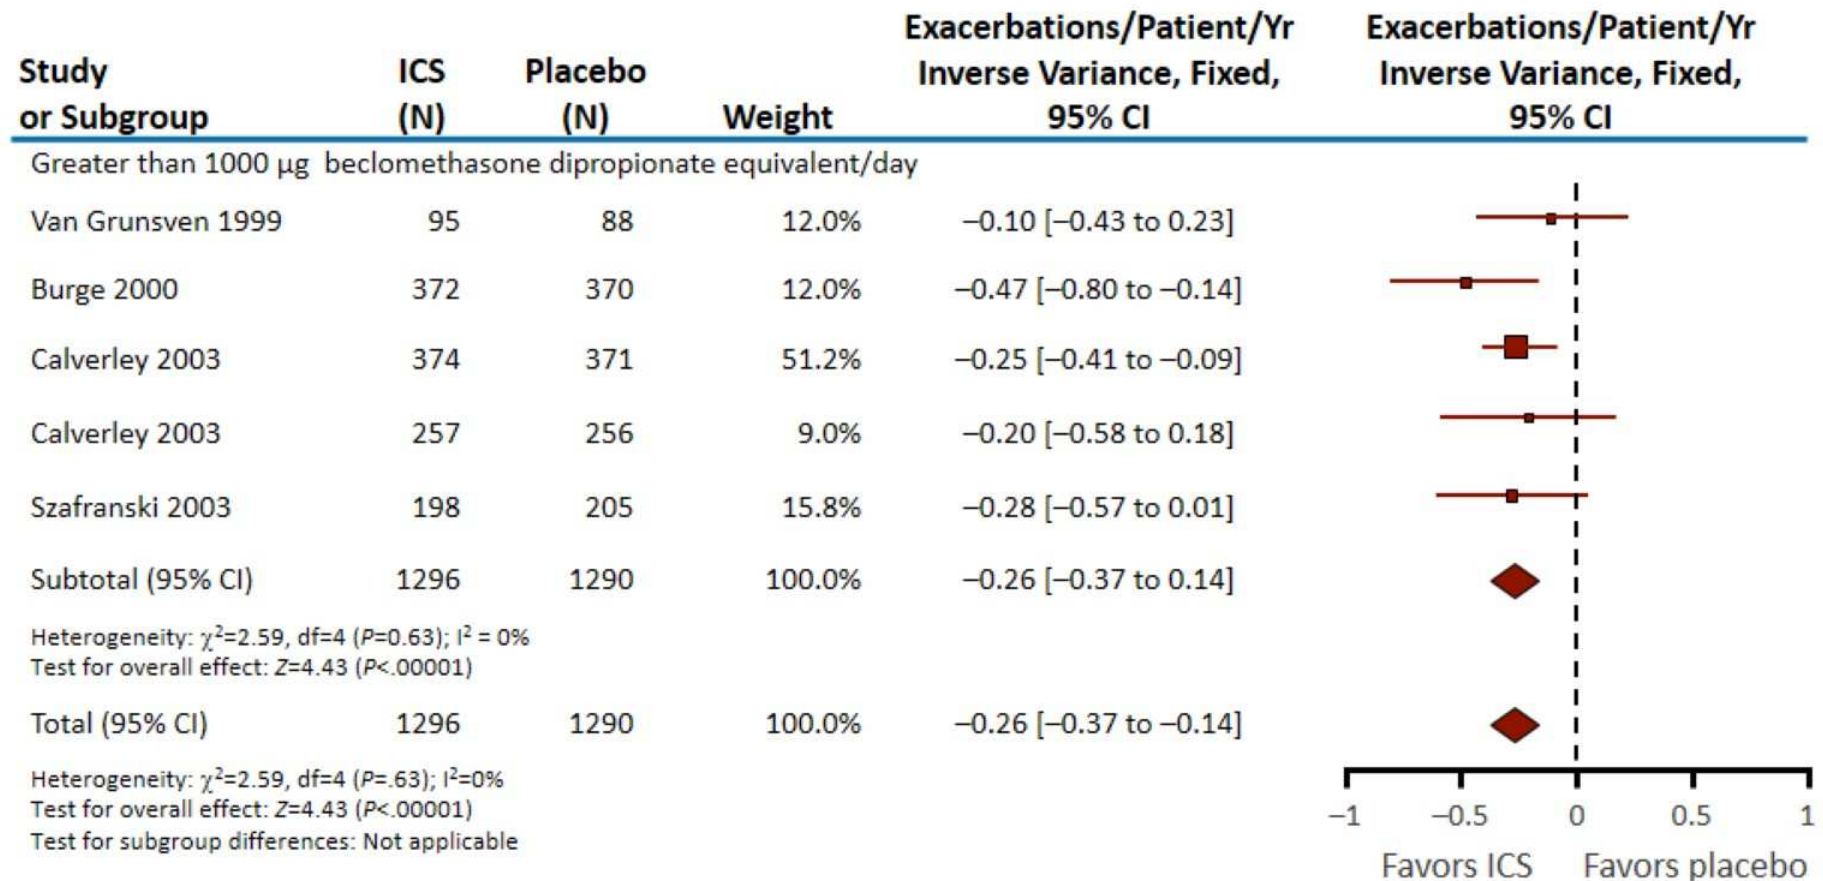 Study or Subgroup ICS (N) Placebo (N) Weight Exacerbations/Patient/Yr Inverse Variance, Fixed, 95% CI Exacerbations/Patient/Yr Inverse Variance, Fixed, 95% CI
Greater than 1000 µg beclomethasone dipropionate equivalent/day
Van Grunsven 1999 95 88 12.0% –0.10 [–0.43 to 0.23]
Burge 2000 372 370 12.0% –0.47 [–0.80 to –0.14]
Calverley 2003 374 371 51.2% –0.25 [–0.41 to –0.09]
Calverley 2003 257 256 9.0% –0.20 [–0.58 to 0.18]
Szafranski 2003 198 205 15.8% –0.28 [–0.57 to 0.01]
Subtotal (95% CI) 1296 1290 100.0% –0.26 [–0.37 to 0.14]
Heterogeneity: χ²=2.59, df=4 (P=0.63); I² = 0%
Test for overall effect: Z=4.43 (P<.00001)
Total (95% CI) 1296 1290 100.0% –0.26 [–0.37 to –0.14]
Heterogeneity: χ²=2.59, df=4 (P=.63); I²=0%
Test for overall effect: Z=4.43 (P<.00001)
Test for subgroup differences: Not applicable
–1 –0.5 0 0.5 1
Favors ICS Favors placebo